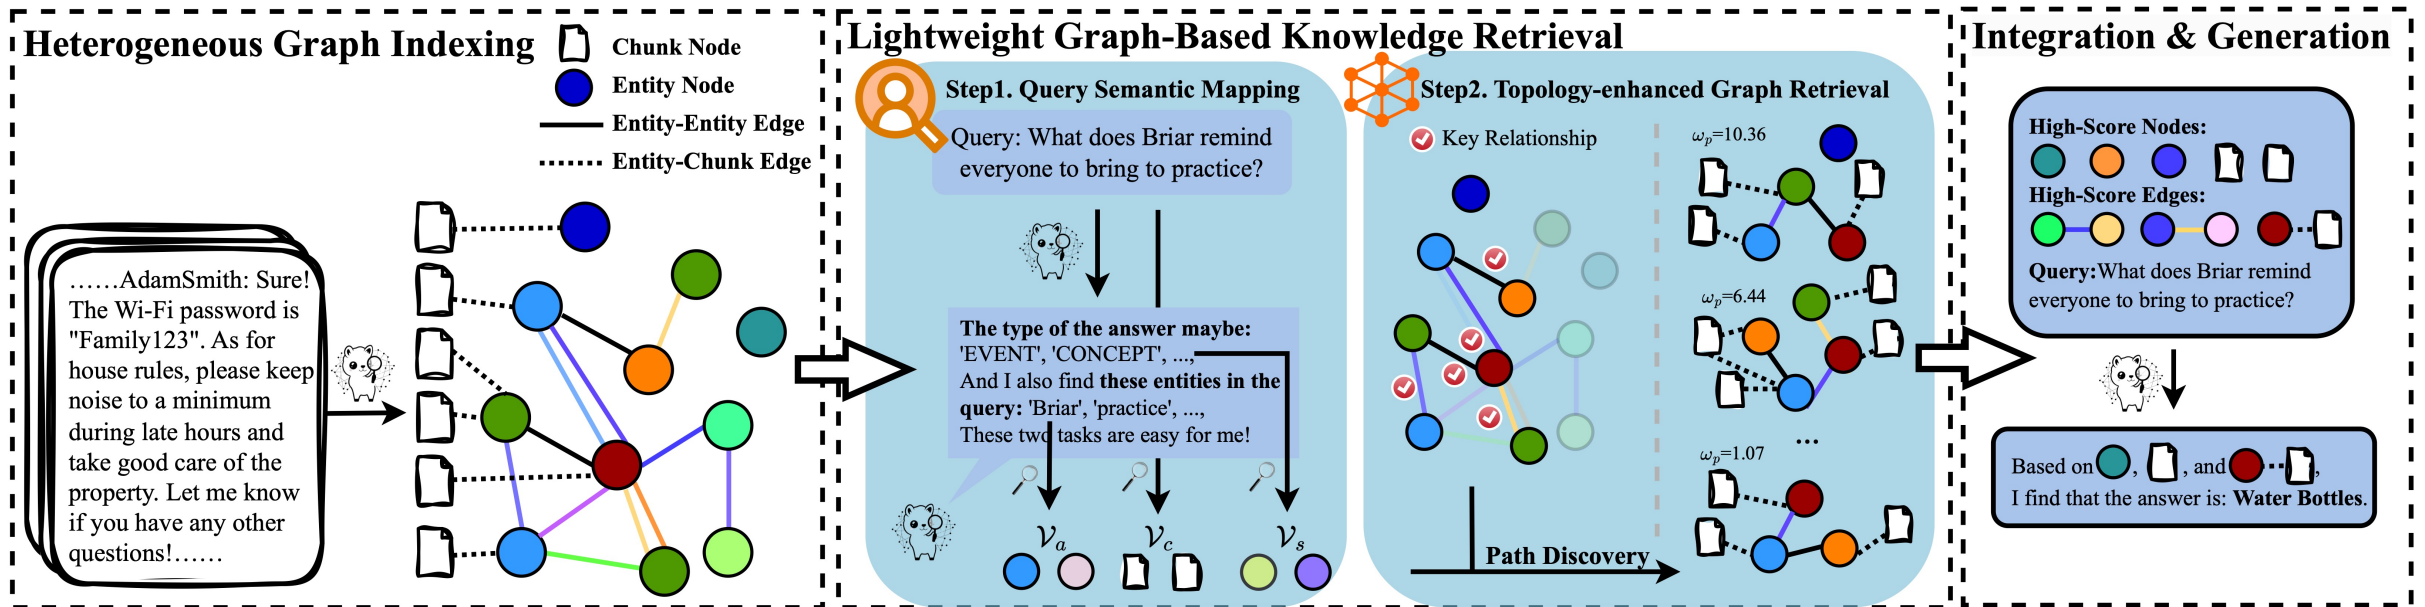 Heterogeneous Graph Indexing
Chunk Node
Entity Node
Entity-Entity Edge
Entity-Chunk Edge
……AdamSmith: Sure!
The Wi-Fi password is
"Family123". As for
house rules, please keep
noise to a minimum
during late hours and
take good care of the
property. Let me know
if you have any other
questions!……
Lightweight Graph-Based Knowledge Retrieval
Step1. Query Semantic Mapping
Query: What does Briar remind
everyone to bring to practice?
The type of the answer maybe:
'EVENT', 'CONCEPT', ...,
And I also find these entities in the
query: 'Briar', 'practice', ...,
These two tasks are easy for me!
𝒱a
𝒱c
𝒱s
Step2. Topology-enhanced Graph Retrieval
Key Relationship
Path Discovery
ωp=10.36
ωp=6.44
...
ωp=1.07
Integration & Generation
High-Score Nodes:
High-Score Edges:
Query:What does Briar remind
everyone to bring to practice?
Based on , , and ,
I find that the answer is: Water Bottles.